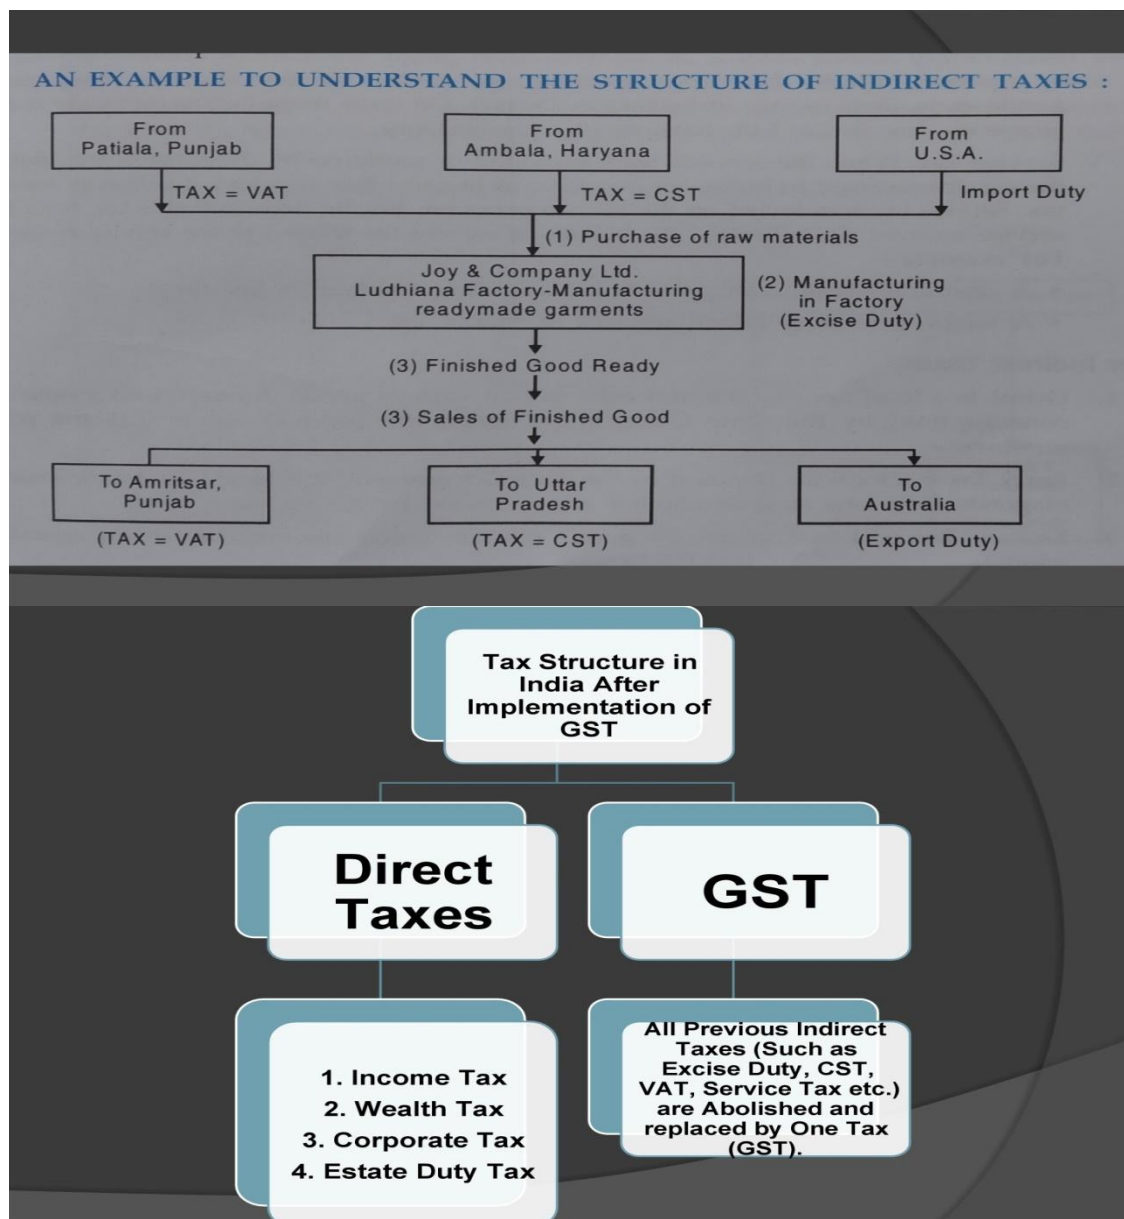 AN EXAMPLE TO UNDERSTAND THE STRUCTURE OF INDIRECT TAXES :
From
Patiala, Punjab
From
Ambala, Haryana
From
U.S.A.
TAX = VAT
TAX = CST
Import Duty
(1) Purchase of raw materials
Joy & Company Ltd.
Ludhiana Factory-Manufacturing
readymade garments
(2) Manufacturing
in Factory
(Excise Duty)
(3) Finished Good Ready
(3) Sales of Finished Good
To Amritsar,
Punjab
To Uttar
Pradesh
To
Australia
(TAX = VAT)
(TAX = CST)
(Export Duty)
Tax Structure in
India After
Implementation of
GST
Direct
Taxes
GST
1. Income Tax
2. Wealth Tax
3. Corporate Tax
4. Estate Duty Tax
All Previous Indirect
Taxes (Such as
Excise Duty, CST,
VAT, Service Tax etc.)
are Abolished and
replaced by One Tax
(GST).